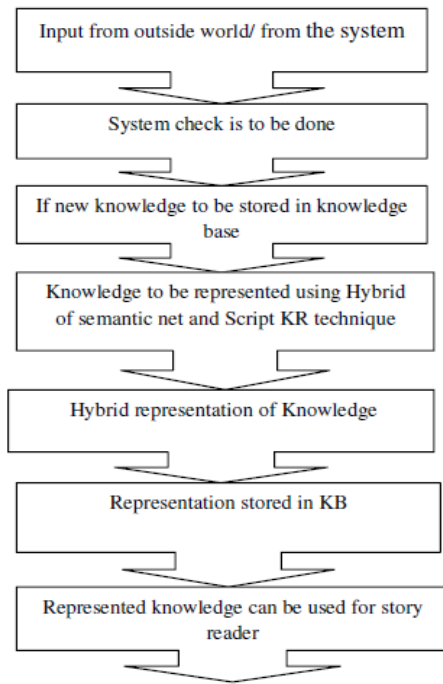 Input from outside world/ from the system
System check is to be done
If new knowledge to be stored in knowledge
base
Knowledge to be represented using Hybrid
of semantic net and Script KR technique
Hybrid representation of Knowledge
Representation stored in KB
Represented knowledge can be used for story
reader